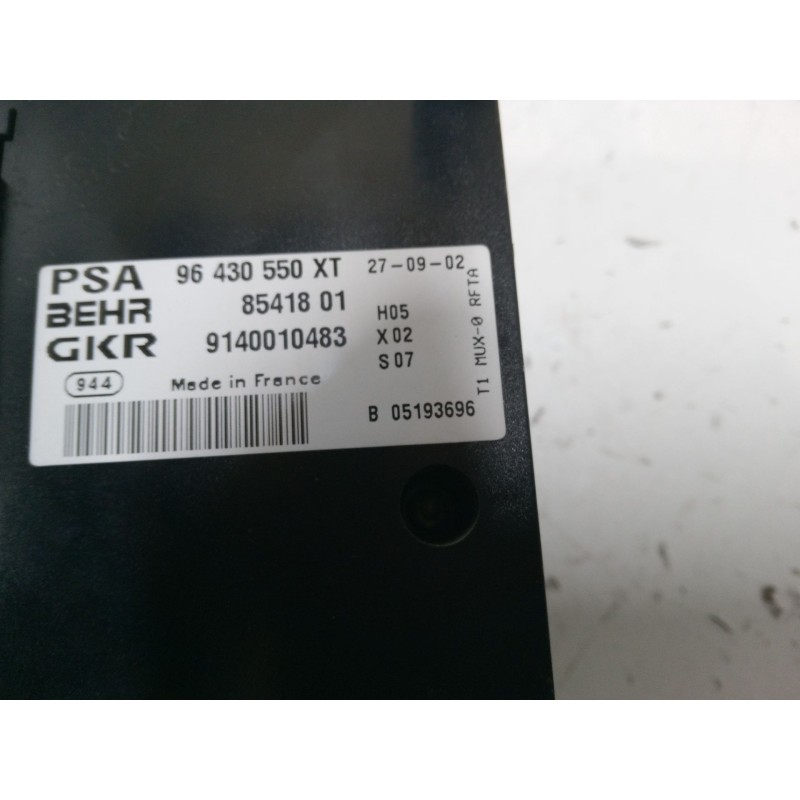 PSA 96 430 550 XT 27-09-02
BEHR 85418 01 H05
GKR 9140010483 X02
S07
944 Made in France
B 05193696
T1 MUX-0 RFTA